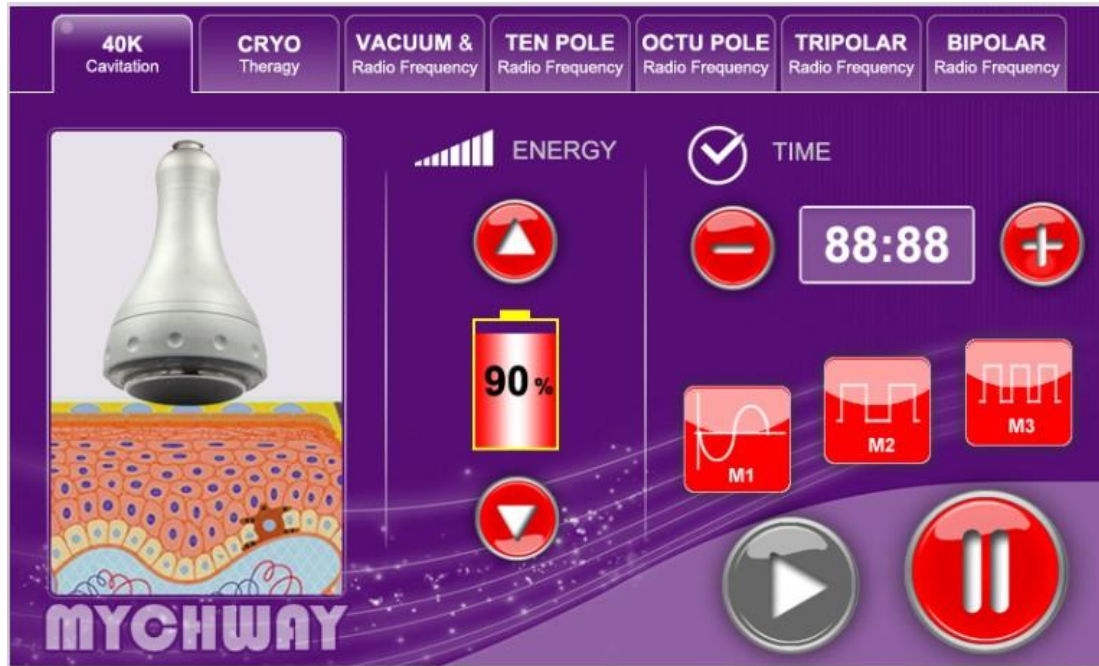 40K
Cavitation
CRYO
Theragy
VACUUM &
Radio Frequency
TEN POLE
Radio Frequency
OCTU POLE
Radio Frequency
TRIPOLAR
Radio Frequency
BIPOLAR
Radio Frequency
ENERGY
TIME
88:88
90 %
M1
M2
M3
MYCHWAY